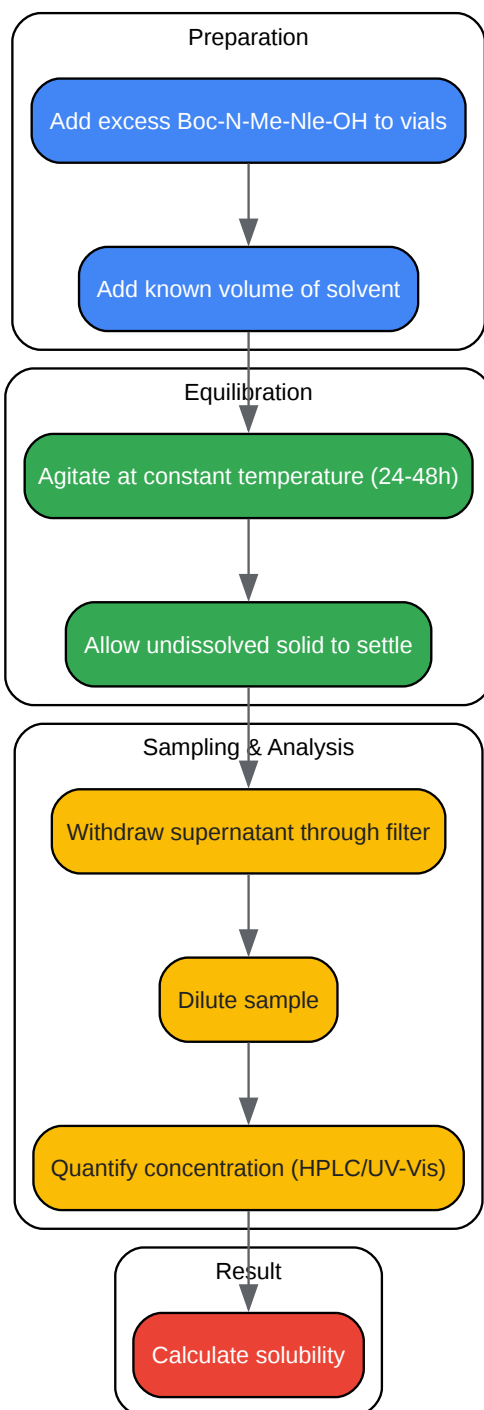 Preparation
Add excess Boc-N-Me-Nle-OH to vials
Add known volume of solvent
Equilibration
Agitate at constant temperature (24-48h)
Allow undissolved solid to settle
Sampling & Analysis
Withdraw supernatant through filter
Dilute sample
Quantify concentration (HPLC/UV-Vis)
Result
Calculate solubility